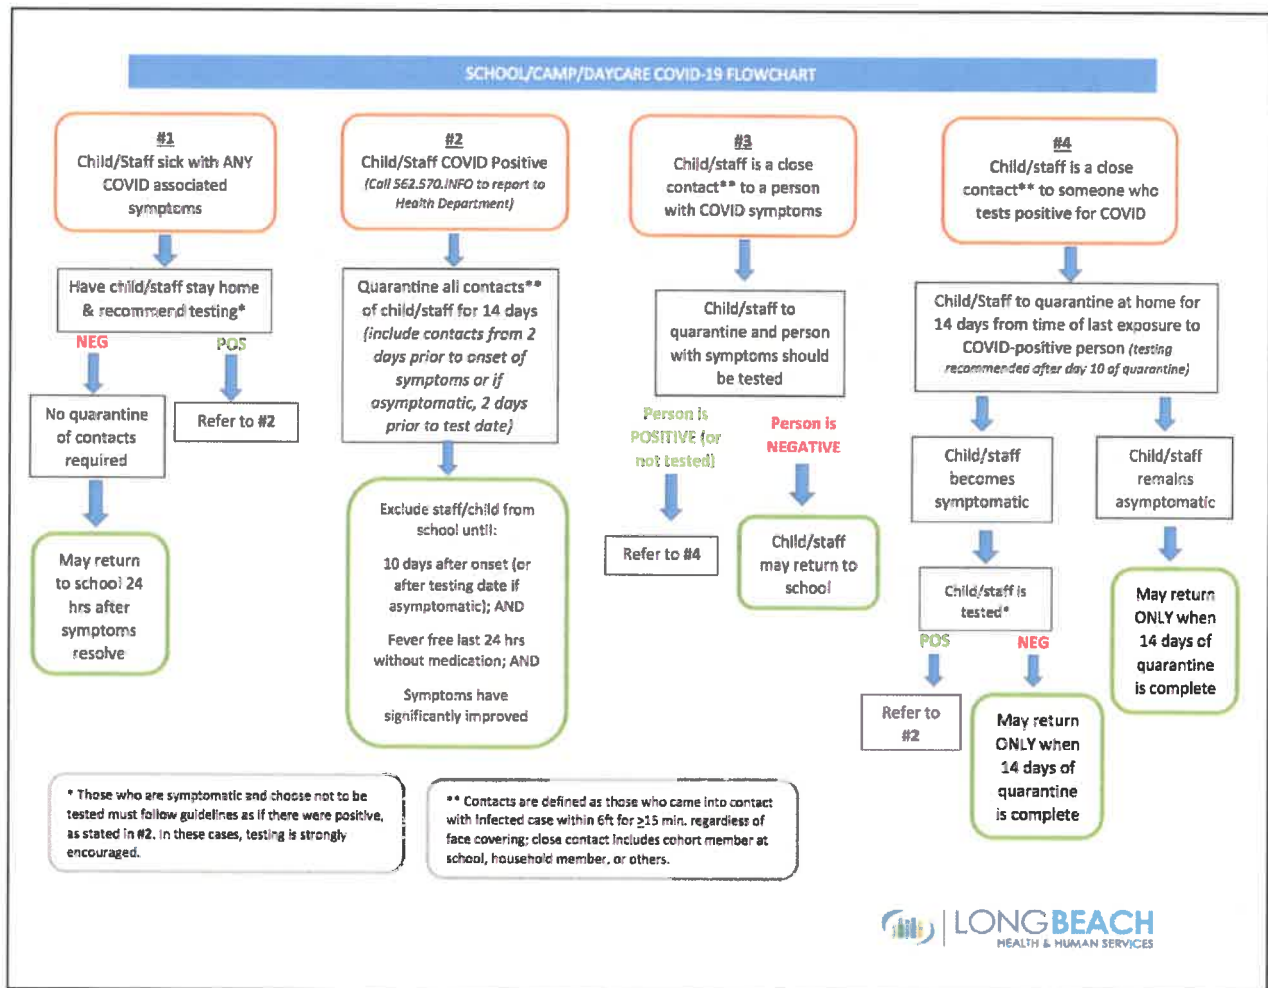 SCHOOL/CAMP/DAYCARE COVID-19 FLOWCHART
#1
Child/Staff sick with ANY
COVID associated
symptoms
Have child/staff stay home
& recommend testing*
NEG
POS
No quarantine
of contacts
required
Refer to #2
May return
to school 24
hrs after
symptoms
resolve
#2
Child/Staff COVID Positive
(Call 562.570.INFO to report to
Health Department)
Quarantine all contacts**
of child/staff for 14 days
(include contacts from 2
days prior to onset of
symptoms or if
asymptomatic, 2 days
prior to test date)
Exclude staff/child from
school until:
10 days after onset (or
after testing date if
asymptomatic); AND
Fever free last 24 hrs
without medication; AND
Symptoms have
significantly improved
#3
Child/staff is a close
contact** to a person
with COVID symptoms
Child/staff to
quarantine and person
with symptoms should
be tested
Person is
POSITIVE (or
not tested)
Person is
NEGATIVE
Refer to #4
Child/staff
may return to
school
#4
Child/staff is a close
contact** to someone who
tests positive for COVID
Child/Staff to quarantine at home for
14 days from time of last exposure to
COVID-positive person (testing
recommended after day 10 of quarantine)
Child/staff
becomes
symptomatic
Child/staff
remains
asymptomatic
Child/staff is
tested*
POS
NEG
Refer to
#2
May return
ONLY when
14 days of
quarantine
is complete
May return
ONLY when
14 days of
quarantine
is complete
* Those who are symptomatic and choose not to be
tested must follow guidelines as if there were positive,
as stated in #2. In these cases, testing is strongly
encouraged.
** Contacts are defined as those who came into contact
with infected case within 6ft for ≥15 min. regardless of
face covering; close contact includes cohort member at
school, household member, or others.
LONGBEACH
HEALTH & HUMAN SERVICES